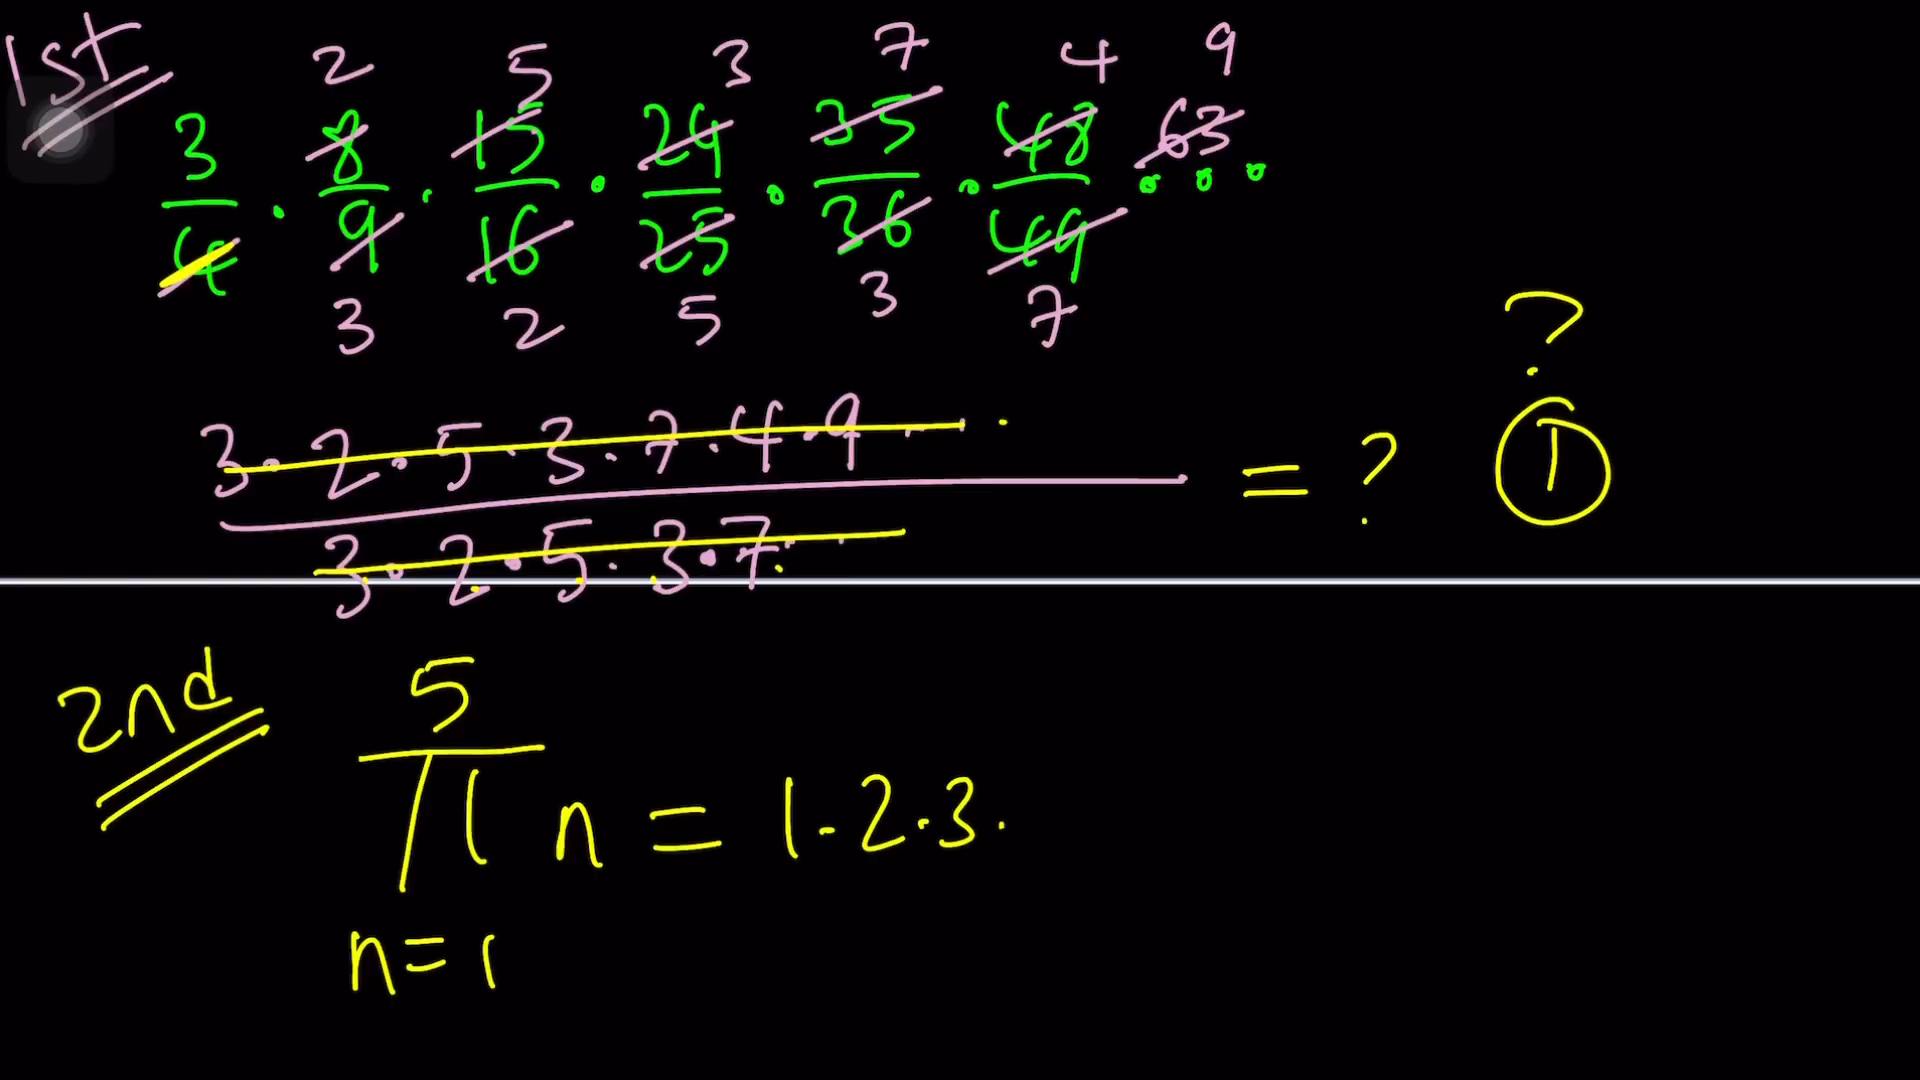 1st
2 5 3 7 4 9
3/4 · 8/9 · 15/16 · 24/25 · 35/36 · 48/49 · 63 ...
3 2 5 3 7
?
3·2·5·3·7·4·9... / 3·2·5·3·7... = ? 1
2nd
5
π n = 1·2·3·
n=1